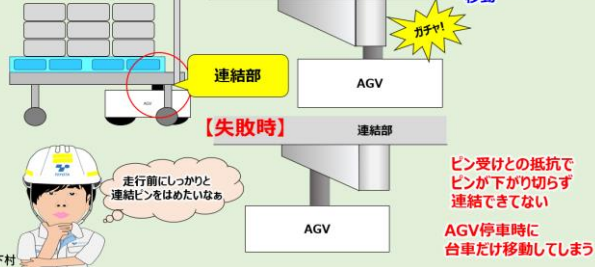 ガチャ!
連結部
AGV
AGV
【失敗時】
連結部
走行前にしっかりと
連結ピンをはめたいなぁ
AGV
ピン受けとの抵抗で
ピンが下がり切らず
連結できてない
AGV停車時に
台車だけ移動してしまう
下村